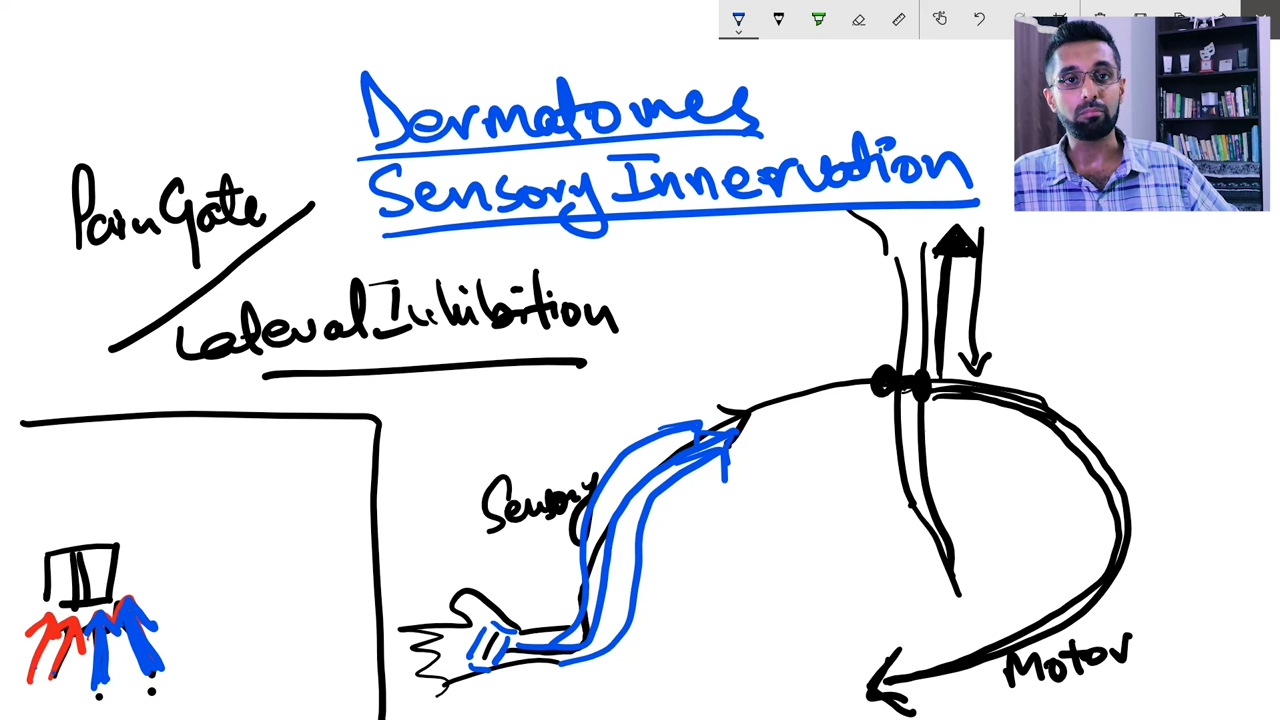 Dermatomes
Sensory Innervation
Pain Gate
Lateral Inhibition
Sensory
Motor